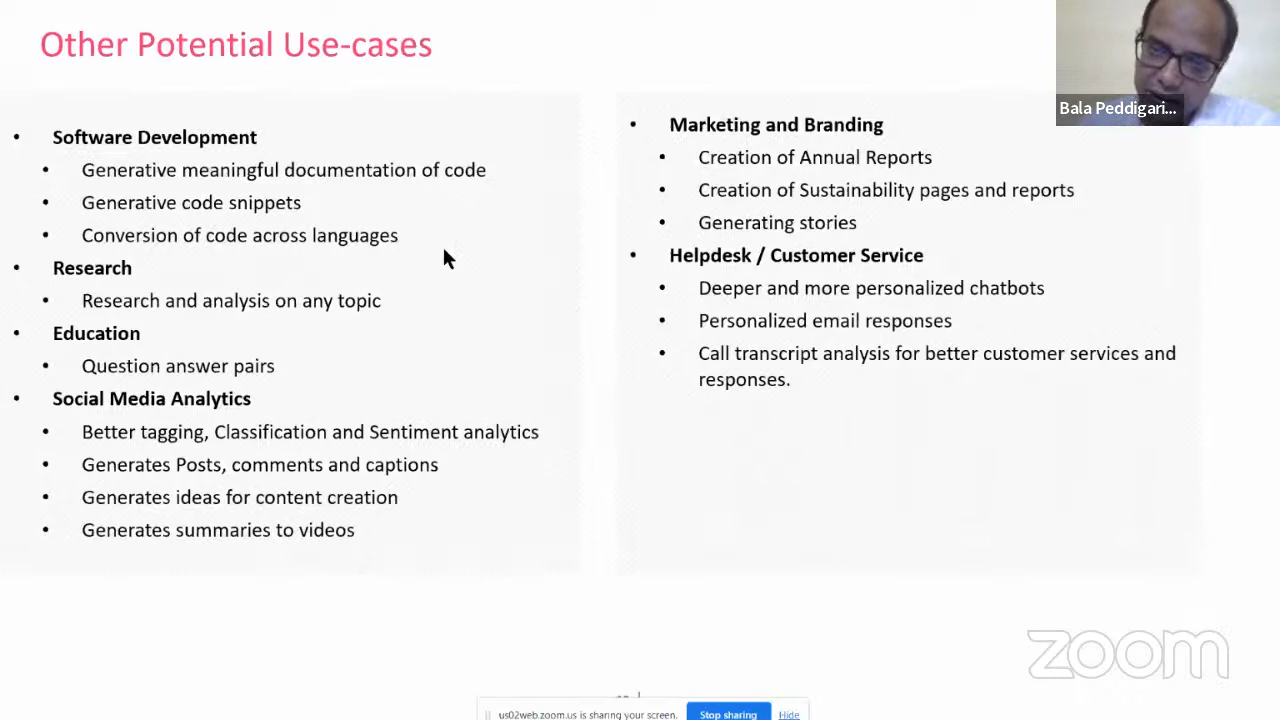 Other Potential Use-cases
Bala Peddigari...
• Software Development
• Generative meaningful documentation of code
• Generative code snippets
• Conversion of code across languages
• Research
• Research and analysis on any topic
• Education
• Question answer pairs
• Social Media Analytics
• Better tagging, Classification and Sentiment analytics
• Generates Posts, comments and captions
• Generates ideas for content creation
• Generates summaries to videos
• Marketing and Branding
• Creation of Annual Reports
• Creation of Sustainability pages and reports
• Generating stories
• Helpdesk / Customer Service
• Deeper and more personalized chatbots
• Personalized email responses
• Call transcript analysis for better customer services and
responses.
zoom
us02web.zoom.us is sharing your screen.
Stop sharing
Hide